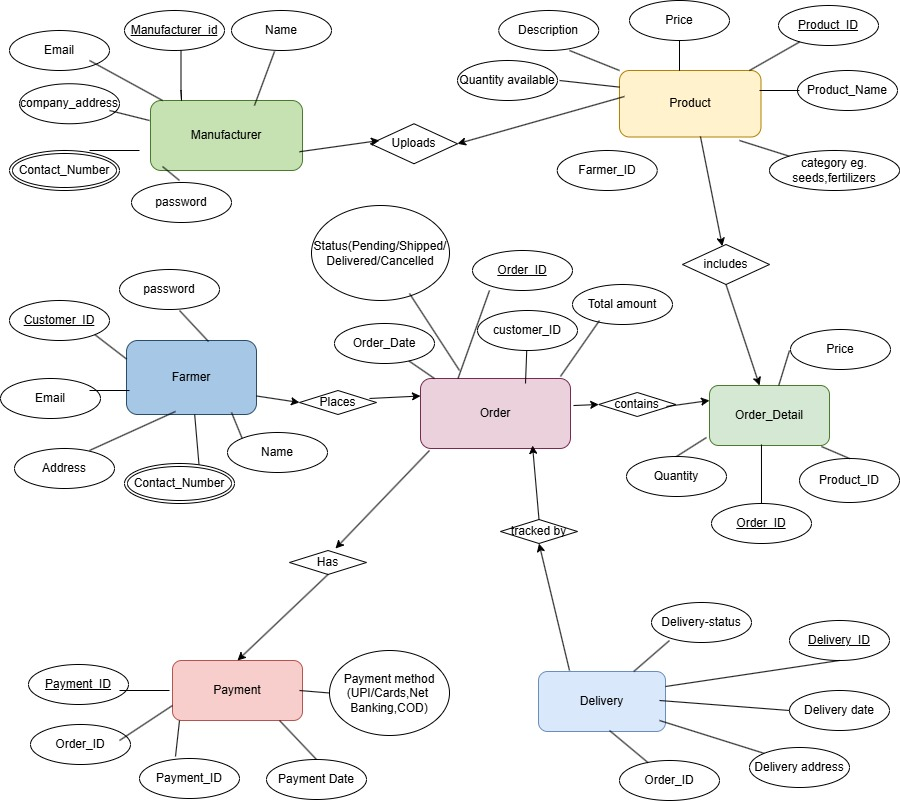 Manufacturer_id
Name
Email
company_address
Contact_Number
password
Manufacturer
Uploads
Description
Price
Product_ID
Quantity available
Product
Product_Name
Farmer_ID
category eg.
seeds,fertilizers
includes
password
Customer_ID
Farmer
Email
Address
Contact_Number
Name
Places
Status(Pending/Shipped/
Delivered/Cancelled
Order_ID
Total amount
customer_ID
Order_Date
Order
contains
Price
Order_Detail
Quantity
Product_ID
Order_ID
Has
tracked by
Payment_ID
Payment
Payment method
(UPI/Cards,Net
Banking,COD)
Order_ID
Payment_ID
Payment Date
Delivery-status
Delivery_ID
Delivery
Delivery date
Delivery address
Order_ID